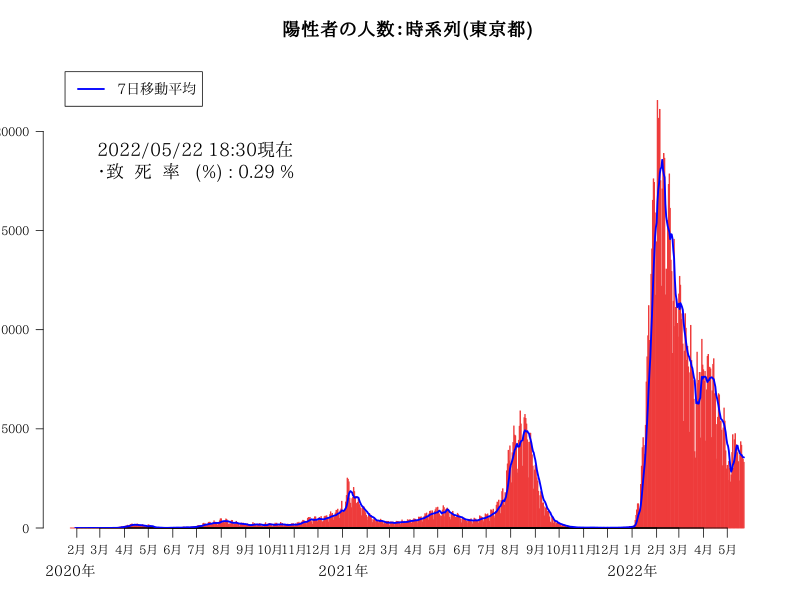 陽性者の人数：時系列(東京都)
7日移動平均
2022/05/22 18:30現在
・致 死 率 (%) : 0.29 %
0000
5000
0000
5000
0
2月 3月 4月 5月 6月 7月 8月 9月 10月 11月 12月 1月 2月 3月 4月 5月 6月 7月 8月 9月 10月 11月 12月 1月 2月 3月 4月 5月
2020年 2021年 2022年